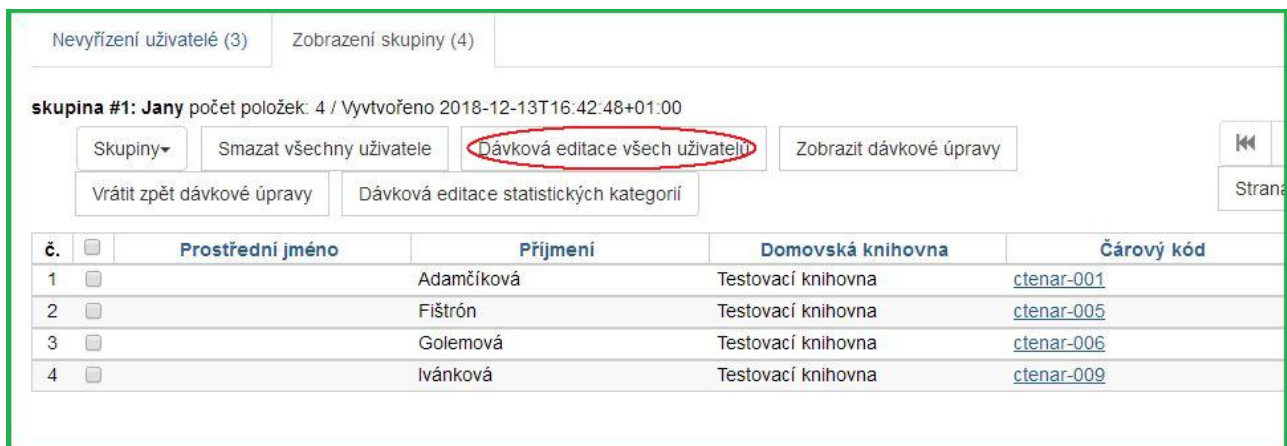 Nevyřízení uživatelé (3) Zobrazení skupiny (4)
skupina #1: Jany počet položek: 4 / Vyvtvořeno 2018-12-13T16:42:48+01:00
Skupiny Smazat všechny uživatele Dávková editace všech uživatelů Zobrazit dávkové úpravy
Vrátit zpět dávkové úpravy Dávková editace statistických kategorií
č. Prostřední jméno Příjmení Domovská knihovna Čárový kód
1 Adamčíková Testovací knihovna ctenar-001
2 Fištrón Testovací knihovna ctenar-005
3 Golemová Testovací knihovna ctenar-006
4 Ivánková Testovací knihovna ctenar-009